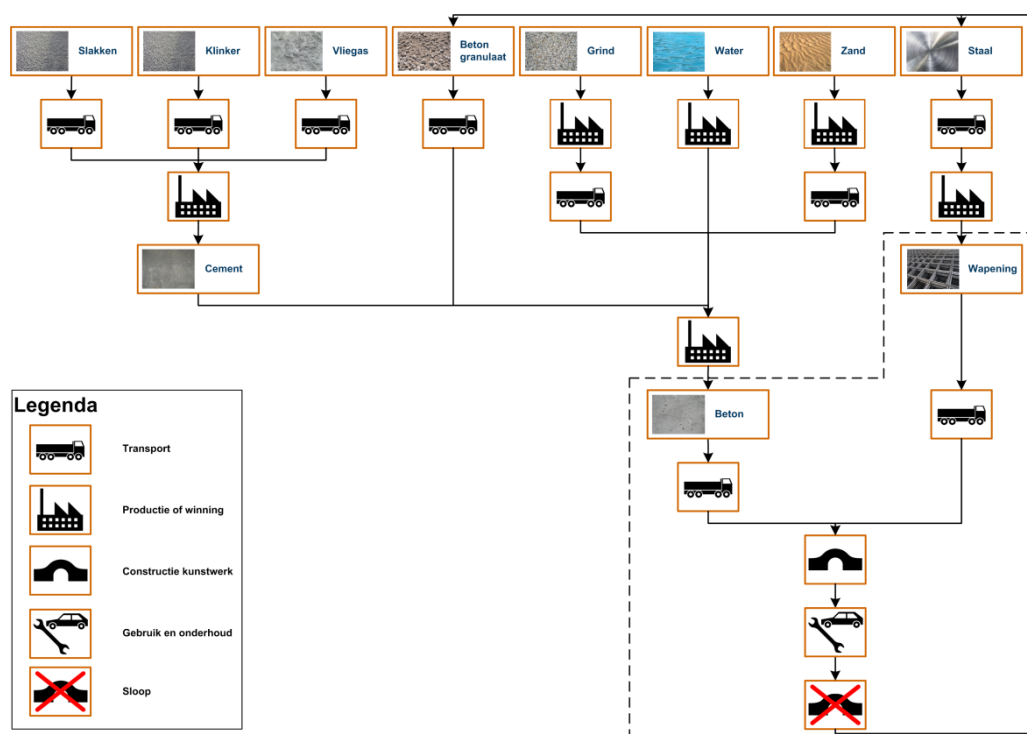 Slakken
Klinker
Vliegas
Beton
granulaat
Grind
Water
Zand
Staal
Cement
Wapening
Beton
Legenda
Transport
Productie of winning
Constructie kunstwerk
Gebruik en onderhoud
Sloop